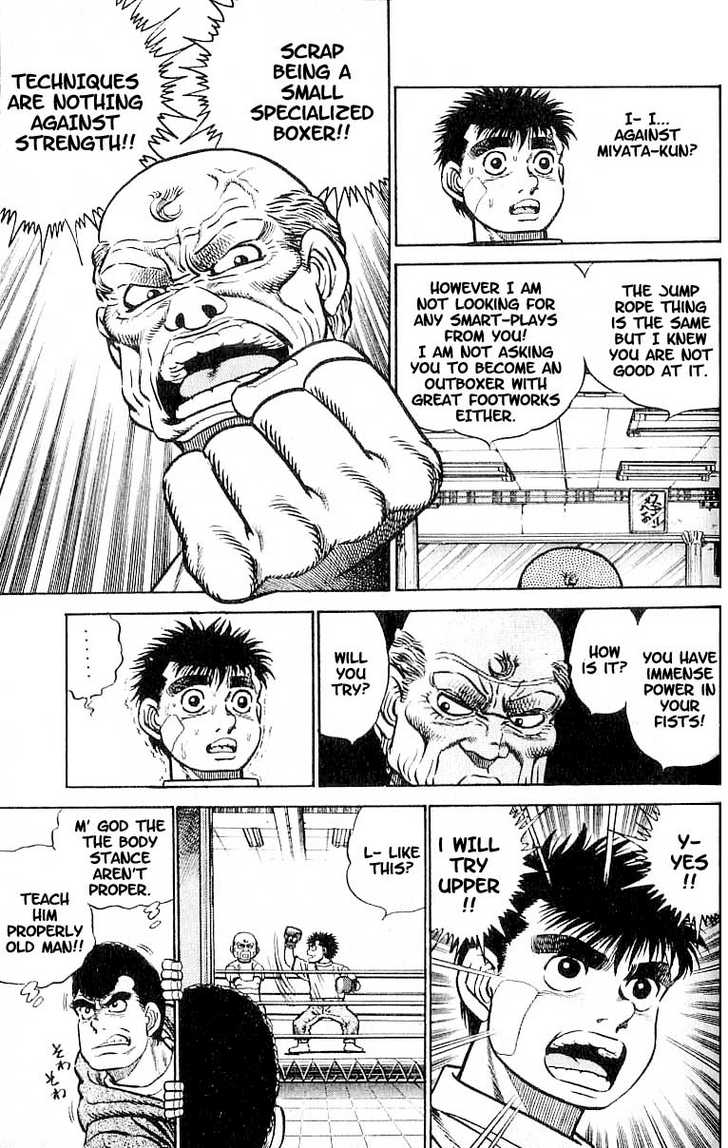 I- I...
AGAINST
MIYATA-KUN?
THE JUMP
ROPE THING
IS THE SAME
BUT I KNEW
YOU ARE NOT
GOOD AT IT.
HOWEVER I AM
NOT LOOKING FOR
ANY SMART-PLAYS
FROM YOU!
I AM NOT ASKING
YOU TO BECOME AN
OUTBOXER WITH
GREAT FOOTWORKS
EITHER.
SCRAP
BEING A
SMALL
SPECIALIZED
BOXER!!
TECHNIQUES
ARE NOTHING
AGAINST
STRENGTH!!
YOU HAVE
IMMENSE
POWER IN
YOUR
FISTS!
HOW
IS IT?
WILL
YOU
TRY?
....
Y-
YES
!!
I WILL
TRY
UPPER
!!
L- LIKE
THIS?
M' GOD THE
THE BODY
STANCE
AREN'T
PROPER.
TEACH
HIM
PROPERLY
OLD MAN!!
そわ
そわ